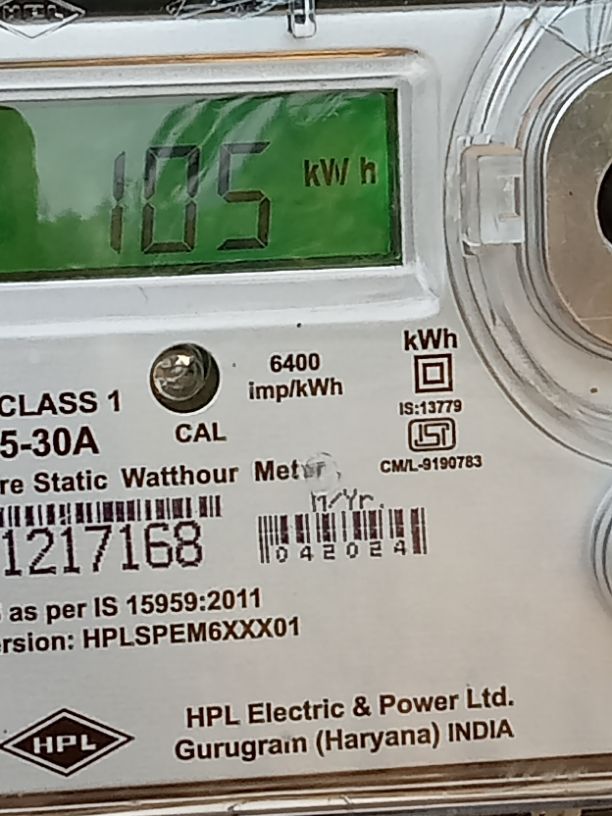 105 kW h
kWh
6400
imp/kWh
CLASS 1
IS:13779
5-30A
CAL
CM/L-9190783
re Static Watthour Meter
M/Yr.
1217168
042024
as per IS 15959:2011
ersion: HPLSPEM6XXX01
HPL Electric & Power Ltd.
HPL
Gurugram (Haryana) INDIA